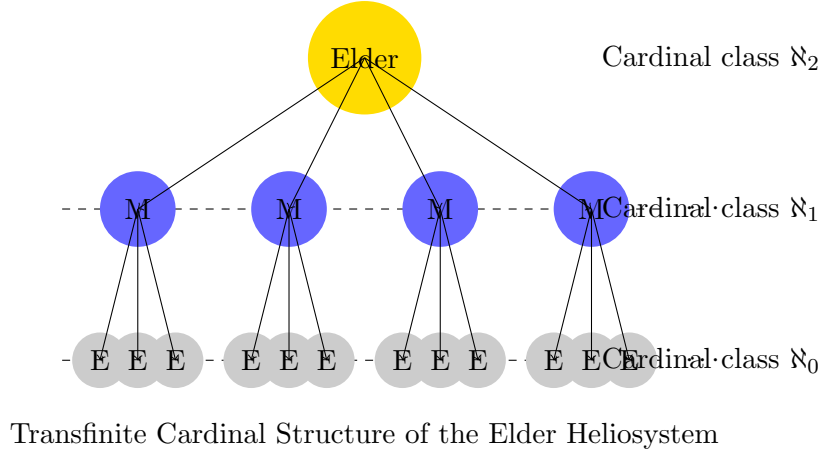 Elder Cardinal class ℵ₂
M M M M Cardinal class ℵ₁
E E E E E E E E E E E E Cardinal class ℵ₀
Transfinite Cardinal Structure of the Elder Heliosystem